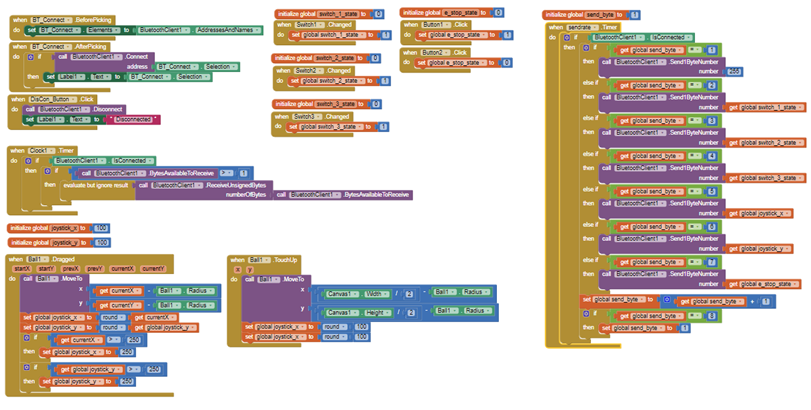 when BT_Connect .BeforePicking
do set BT_Connect . Elements to BluetoothClient1 . AddressesAndNames
when BT_Connect .AfterPicking
do if call BluetoothClient1 .Connect
address BT_Connect . Selection
then set Label1 . Text to BT_Connect . Selection
when DisCon_Button .Click
do call BluetoothClient1 .Disconnect
set Label1 . Text to " Disconnected "
when Clock1 .Timer
do if BluetoothClient1 . IsConnected
then if call BluetoothClient1 .BytesAvailableToReceive 1
then evaluate but ignore result call BluetoothClient1 .ReceiveUnsignedBytes
numberOfBytes call BluetoothClient1 .BytesAvailableToReceive
initialize global joystick_x to 100
initialize global joystick_y to 100
when Ball1 .Dragged
startX startY prevX prevY currentX currentY
do call Ball1 .MoveTo
x get currentX - Ball1 . Radius
y get currentY - Ball1 . Radius
set global joystick_x to round get currentX
set global joystick_y to round get global joystick_y
if get currentX > 250
then set global joystick_x to 250
if get global joystick_y > 250
then set global joystick_y to 250
initialize global switch_1_state to 0
when Switch1 .Changed
do set global switch_1_state to 1
initialize global switch_2_state to 0
when Switch2 .Changed
do set global switch_2_state to 1
initialize global switch_3_state to 0
when Switch3 .Changed
do set global switch_3_state to 1
initialize global e_stop_state to 0
when Button1 .Click
do set global e_stop_state to 1
when Button2 .Click
do set global e_stop_state to 0
when Ball1 .TouchUp
x y
do call Ball1 .MoveTo
x Canvas1 . Width / 2 - Ball1 . Radius
y Canvas1 . Height / 2 - Ball1 . Radius
set global joystick_x to round 100
set global joystick_x to round 100
initialize global send_byte to 1
when sendrate .Timer
do if BluetoothClient1 . IsConnected
then if get global send_byte = 1
then call BluetoothClient1 .Send1ByteNumber
number 255
else if get global send_byte = 2
then call BluetoothClient1 .Send1ByteNumber
number get global switch_1_state
else if get global send_byte = 3
then call BluetoothClient1 .Send1ByteNumber
number get global switch_2_state
else if get global send_byte = 4
then call BluetoothClient1 .Send1ByteNumber
number get global switch_3_state
else if get global send_byte = 5
then call BluetoothClient1 .Send1ByteNumber
number get global joystick_x
else if get global send_byte = 6
then call BluetoothClient1 .Send1ByteNumber
number get global joystick_y
else if get global send_byte = 7
then call BluetoothClient1 .Send1ByteNumber
number get global e_stop_state
set global send_byte to get global send_byte + 1
if get global send_byte = 8
then set global send_byte to 1